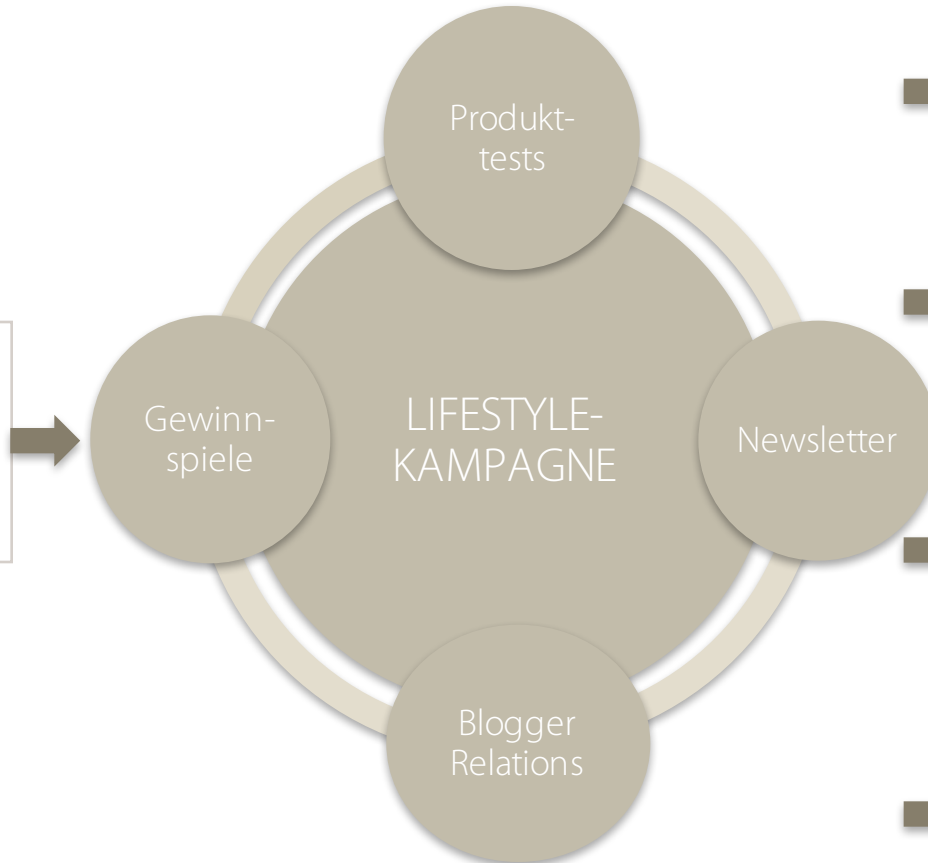 Produkt-
tests
Gewinn-
spiele
LIFESTYLE-
KAMPAGNE
Newsletter
Blogger
Relations